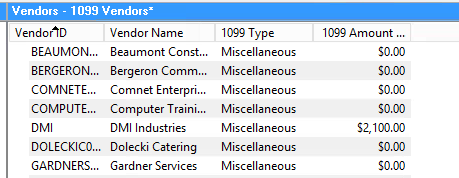 Vendors - 1099 Vendors*
Vendor ID Vendor Name 1099 Type 1099 Amount ...
BEAUMON... Beaumont Const... Miscellaneous $0.00
BERGERON... Bergeron Comm... Miscellaneous $0.00
COMNETE... Comnet Enterpri... Miscellaneous $0.00
COMPUTE... Computer Traini... Miscellaneous $0.00
DMI DMI Industries Miscellaneous $2,100.00
DOLECKIC0... Dolecki Catering Miscellaneous $0.00
GARDNERS... Gardner Services Miscellaneous $0.00